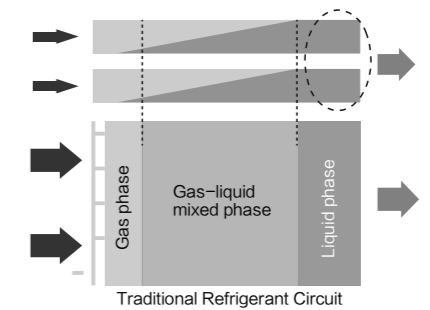 Gas phase
Gas-liquid
mixed phase
Liquid phase
Traditional Refrigerant Circuit